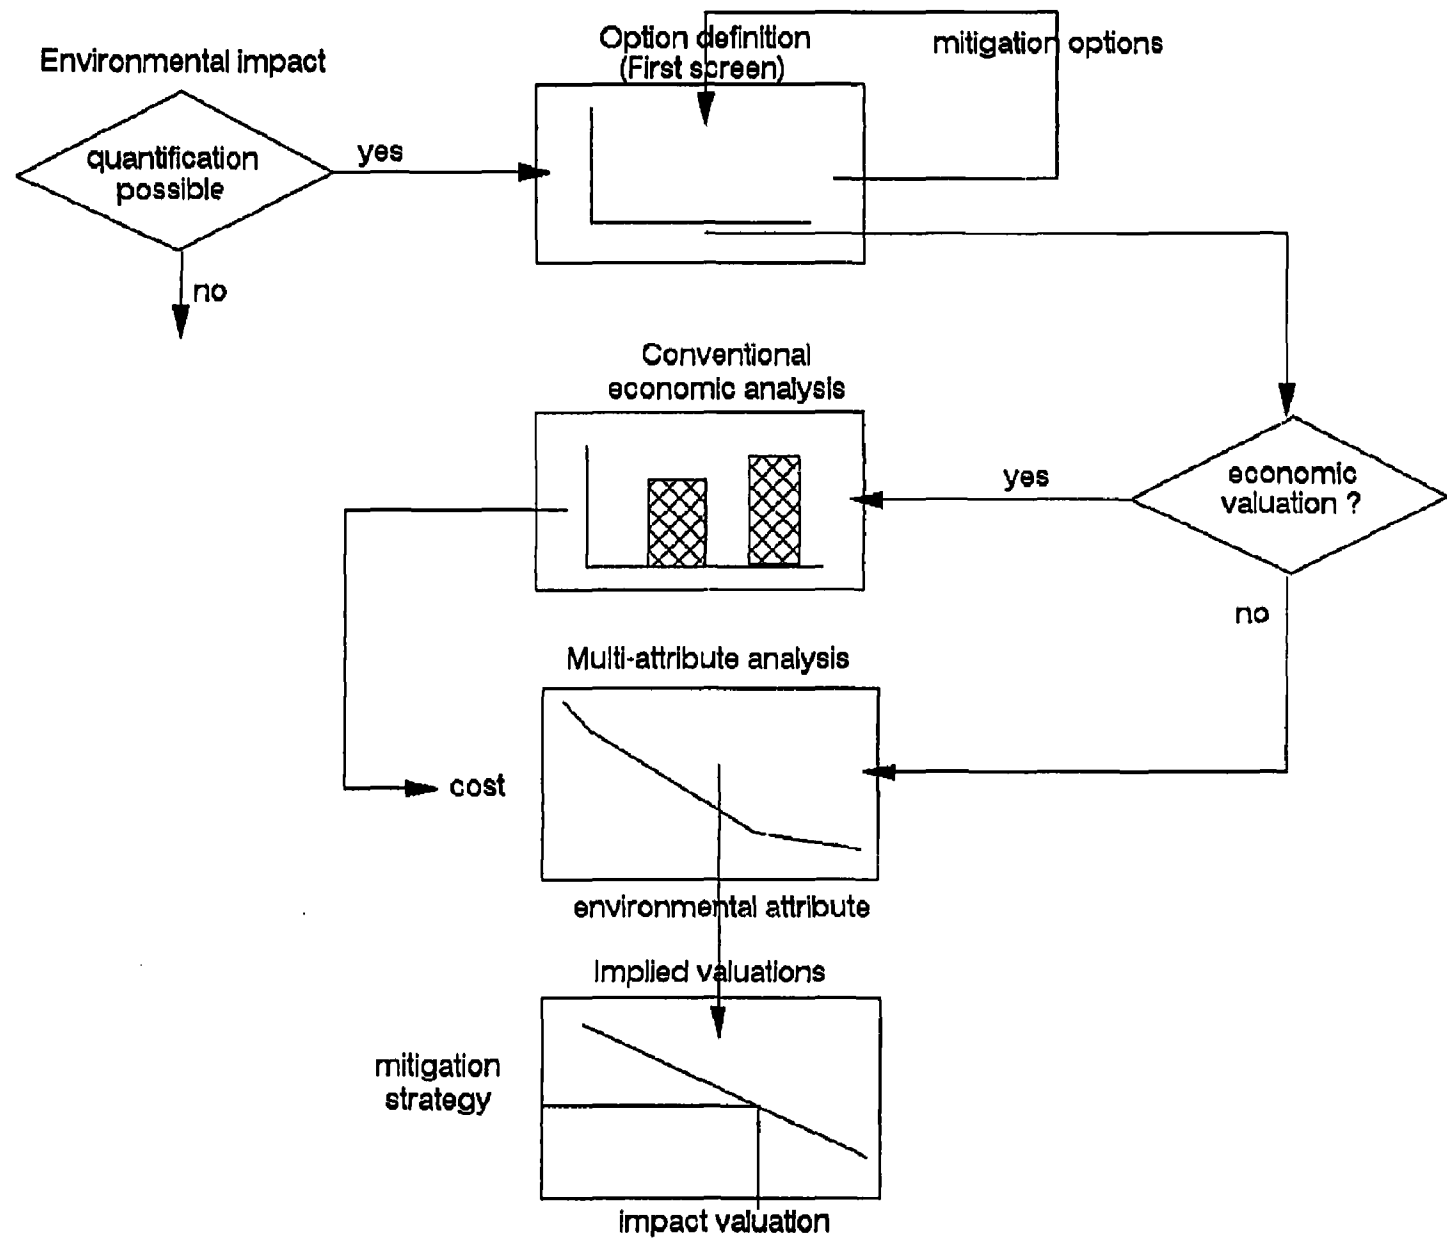 Environmental impact
quantification
possible
yes
no
Option definition
(First screen)
mitigation options
Conventional
economic analysis
yes
economic
valuation ?
no
Multi-attribute analysis
cost
environmental attribute
Implied valuations
mitigation
strategy
impact valuation